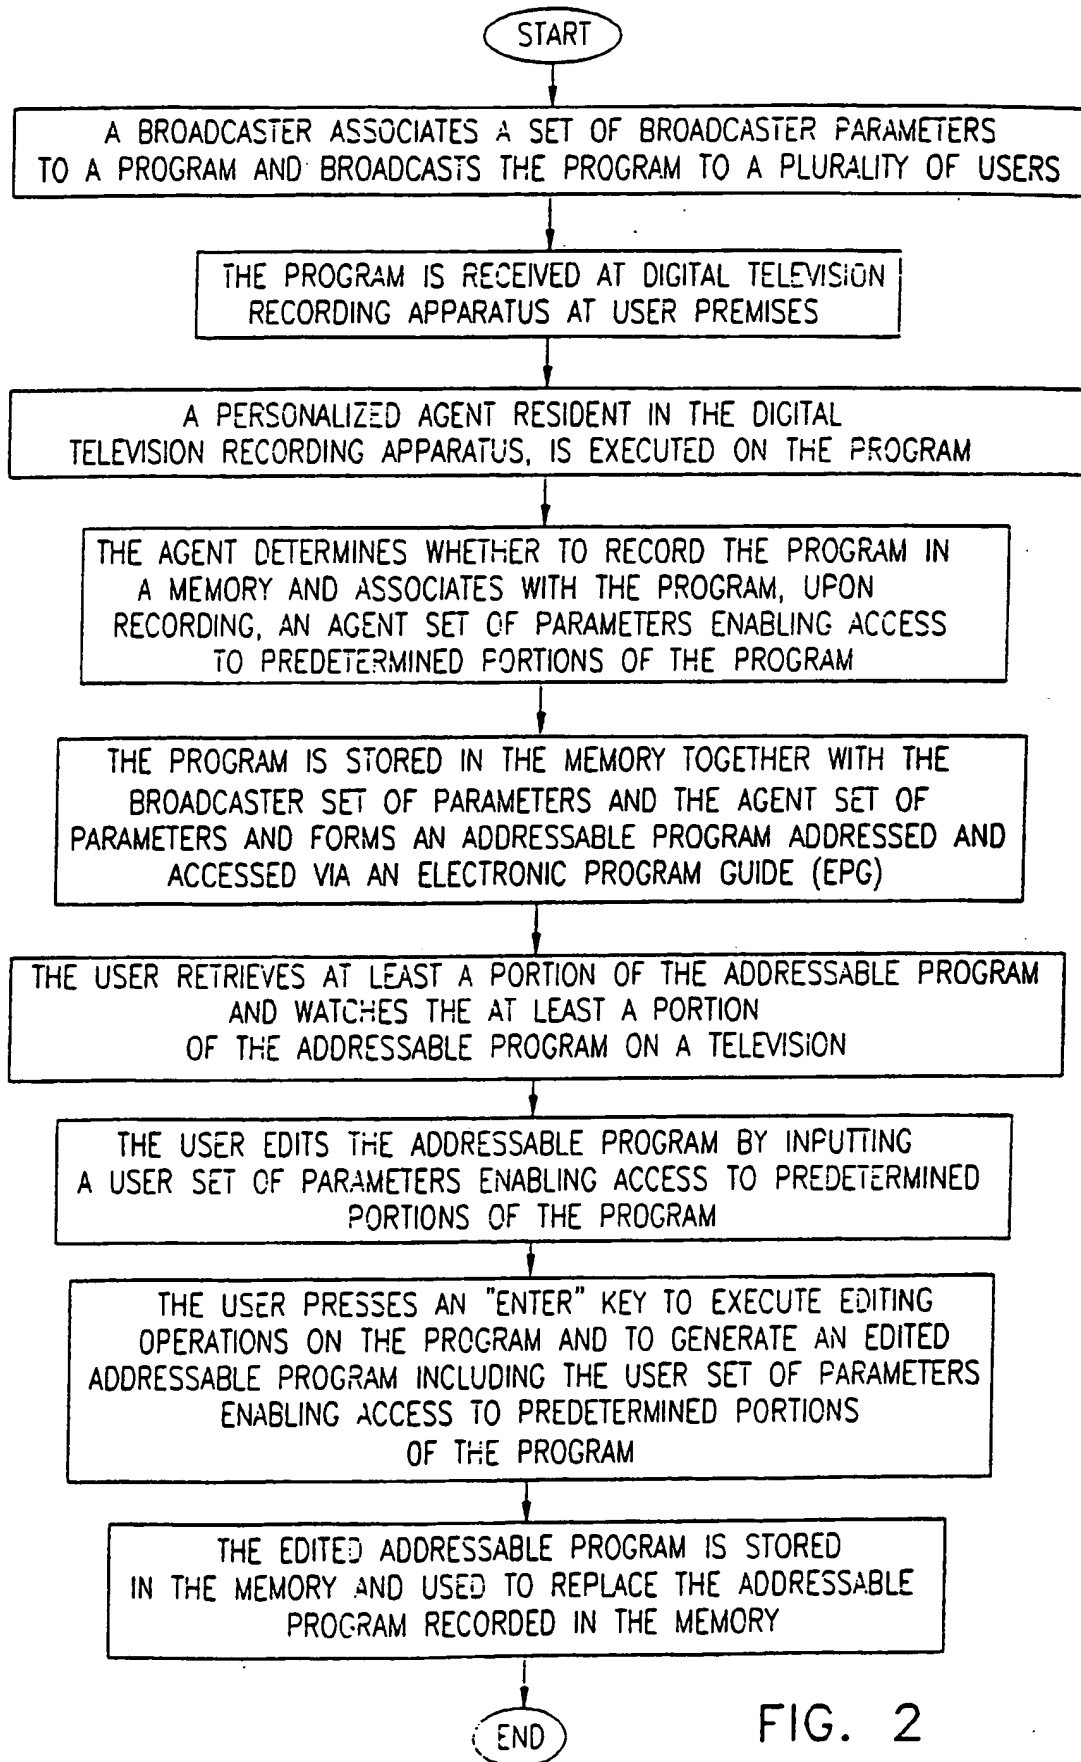 START
A BROADCASTER ASSOCIATES A SET OF BROADCASTER PARAMETERS
TO A PROGRAM AND BROADCASTS THE PROGRAM TO A PLURALITY OF USERS
THE PROGRAM IS RECEIVED AT DIGITAL TELEVISION
RECORDING APPARATUS AT USER PREMISES
A PERSONALIZED AGENT RESIDENT IN THE DIGITAL
TELEVISION RECORDING APPARATUS, IS EXECUTED ON THE PROGRAM
THE AGENT DETERMINES WHETHER TO RECORD THE PROGRAM IN
A MEMORY AND ASSOCIATES WITH THE PROGRAM, UPON
RECORDING, AN AGENT SET OF PARAMETERS ENABLING ACCESS
TO PREDETERMINED PORTIONS OF THE PROGRAM
THE PROGRAM IS STORED IN THE MEMORY TOGETHER WITH THE
BROADCASTER SET OF PARAMETERS AND THE AGENT SET OF
PARAMETERS AND FORMS AN ADDRESSABLE PROGRAM ADDRESSED AND
ACCESSED VIA AN ELECTRONIC PROGRAM GUIDE (EPG)
THE USER RETRIEVES AT LEAST A PORTION OF THE ADDRESSABLE PROGRAM
AND WATCHES THE AT LEAST A PORTION
OF THE ADDRESSABLE PROGRAM ON A TELEVISION
THE USER EDITS THE ADDRESSABLE PROGRAM BY INPUTTING
A USER SET OF PARAMETERS ENABLING ACCESS TO PREDETERMINED
PORTIONS OF THE PROGRAM
THE USER PRESSES AN "ENTER" KEY TO EXECUTE EDITING
OPERATIONS ON THE PROGRAM AND TO GENERATE AN EDITED
ADDRESSABLE PROGRAM INCLUDING THE USER SET OF PARAMETERS
ENABLING ACCESS TO PREDETERMINED PORTIONS
OF THE PROGRAM
THE EDITED ADDRESSABLE PROGRAM IS STORED
IN THE MEMORY AND USED TO REPLACE THE ADDRESSABLE
PROGRAM RECORDED IN THE MEMORY
END
FIG. 2